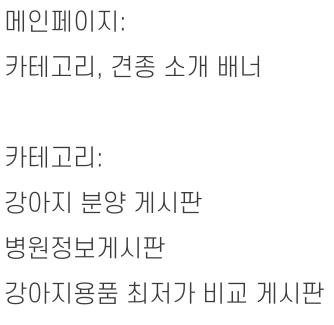 메인페이지:
카테고리, 견종 소개 배너
카테고리:
강아지 분양 게시판
병원정보게시판
강아지용품 최저가 비교 게시판